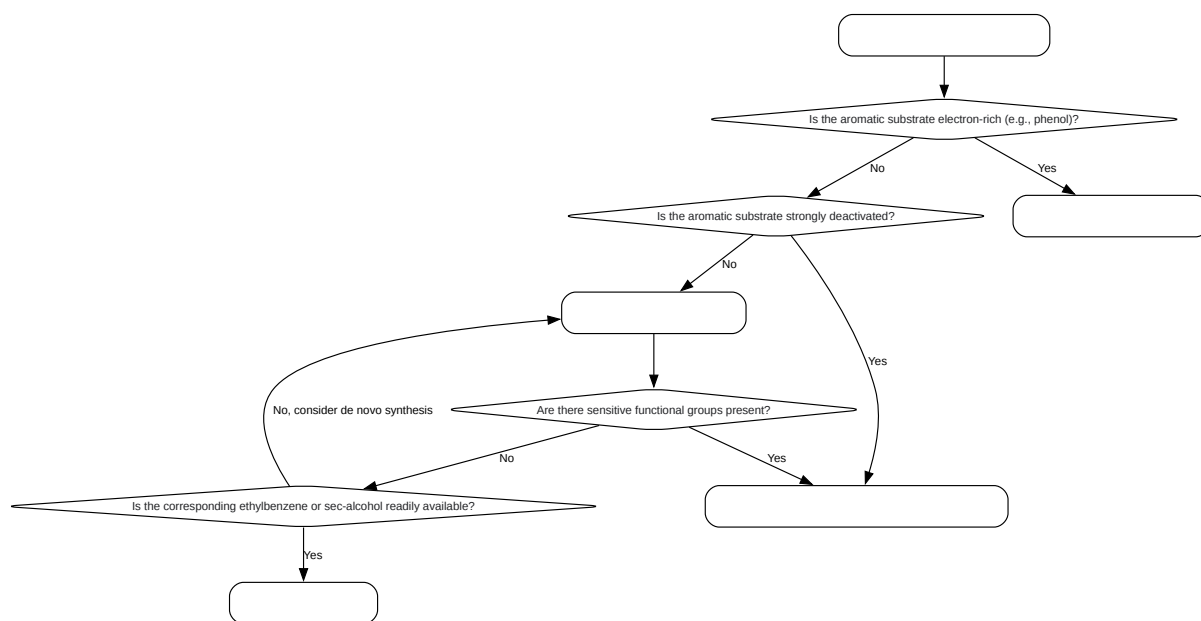 Is the aromatic substrate electron-rich (e.g., phenol)?
No
Yes
Is the aromatic substrate strongly deactivated?
No
Yes
No, consider de novo synthesis
Are there sensitive functional groups present?
No
Yes
Is the corresponding ethylbenzene or sec-alcohol readily available?
Yes